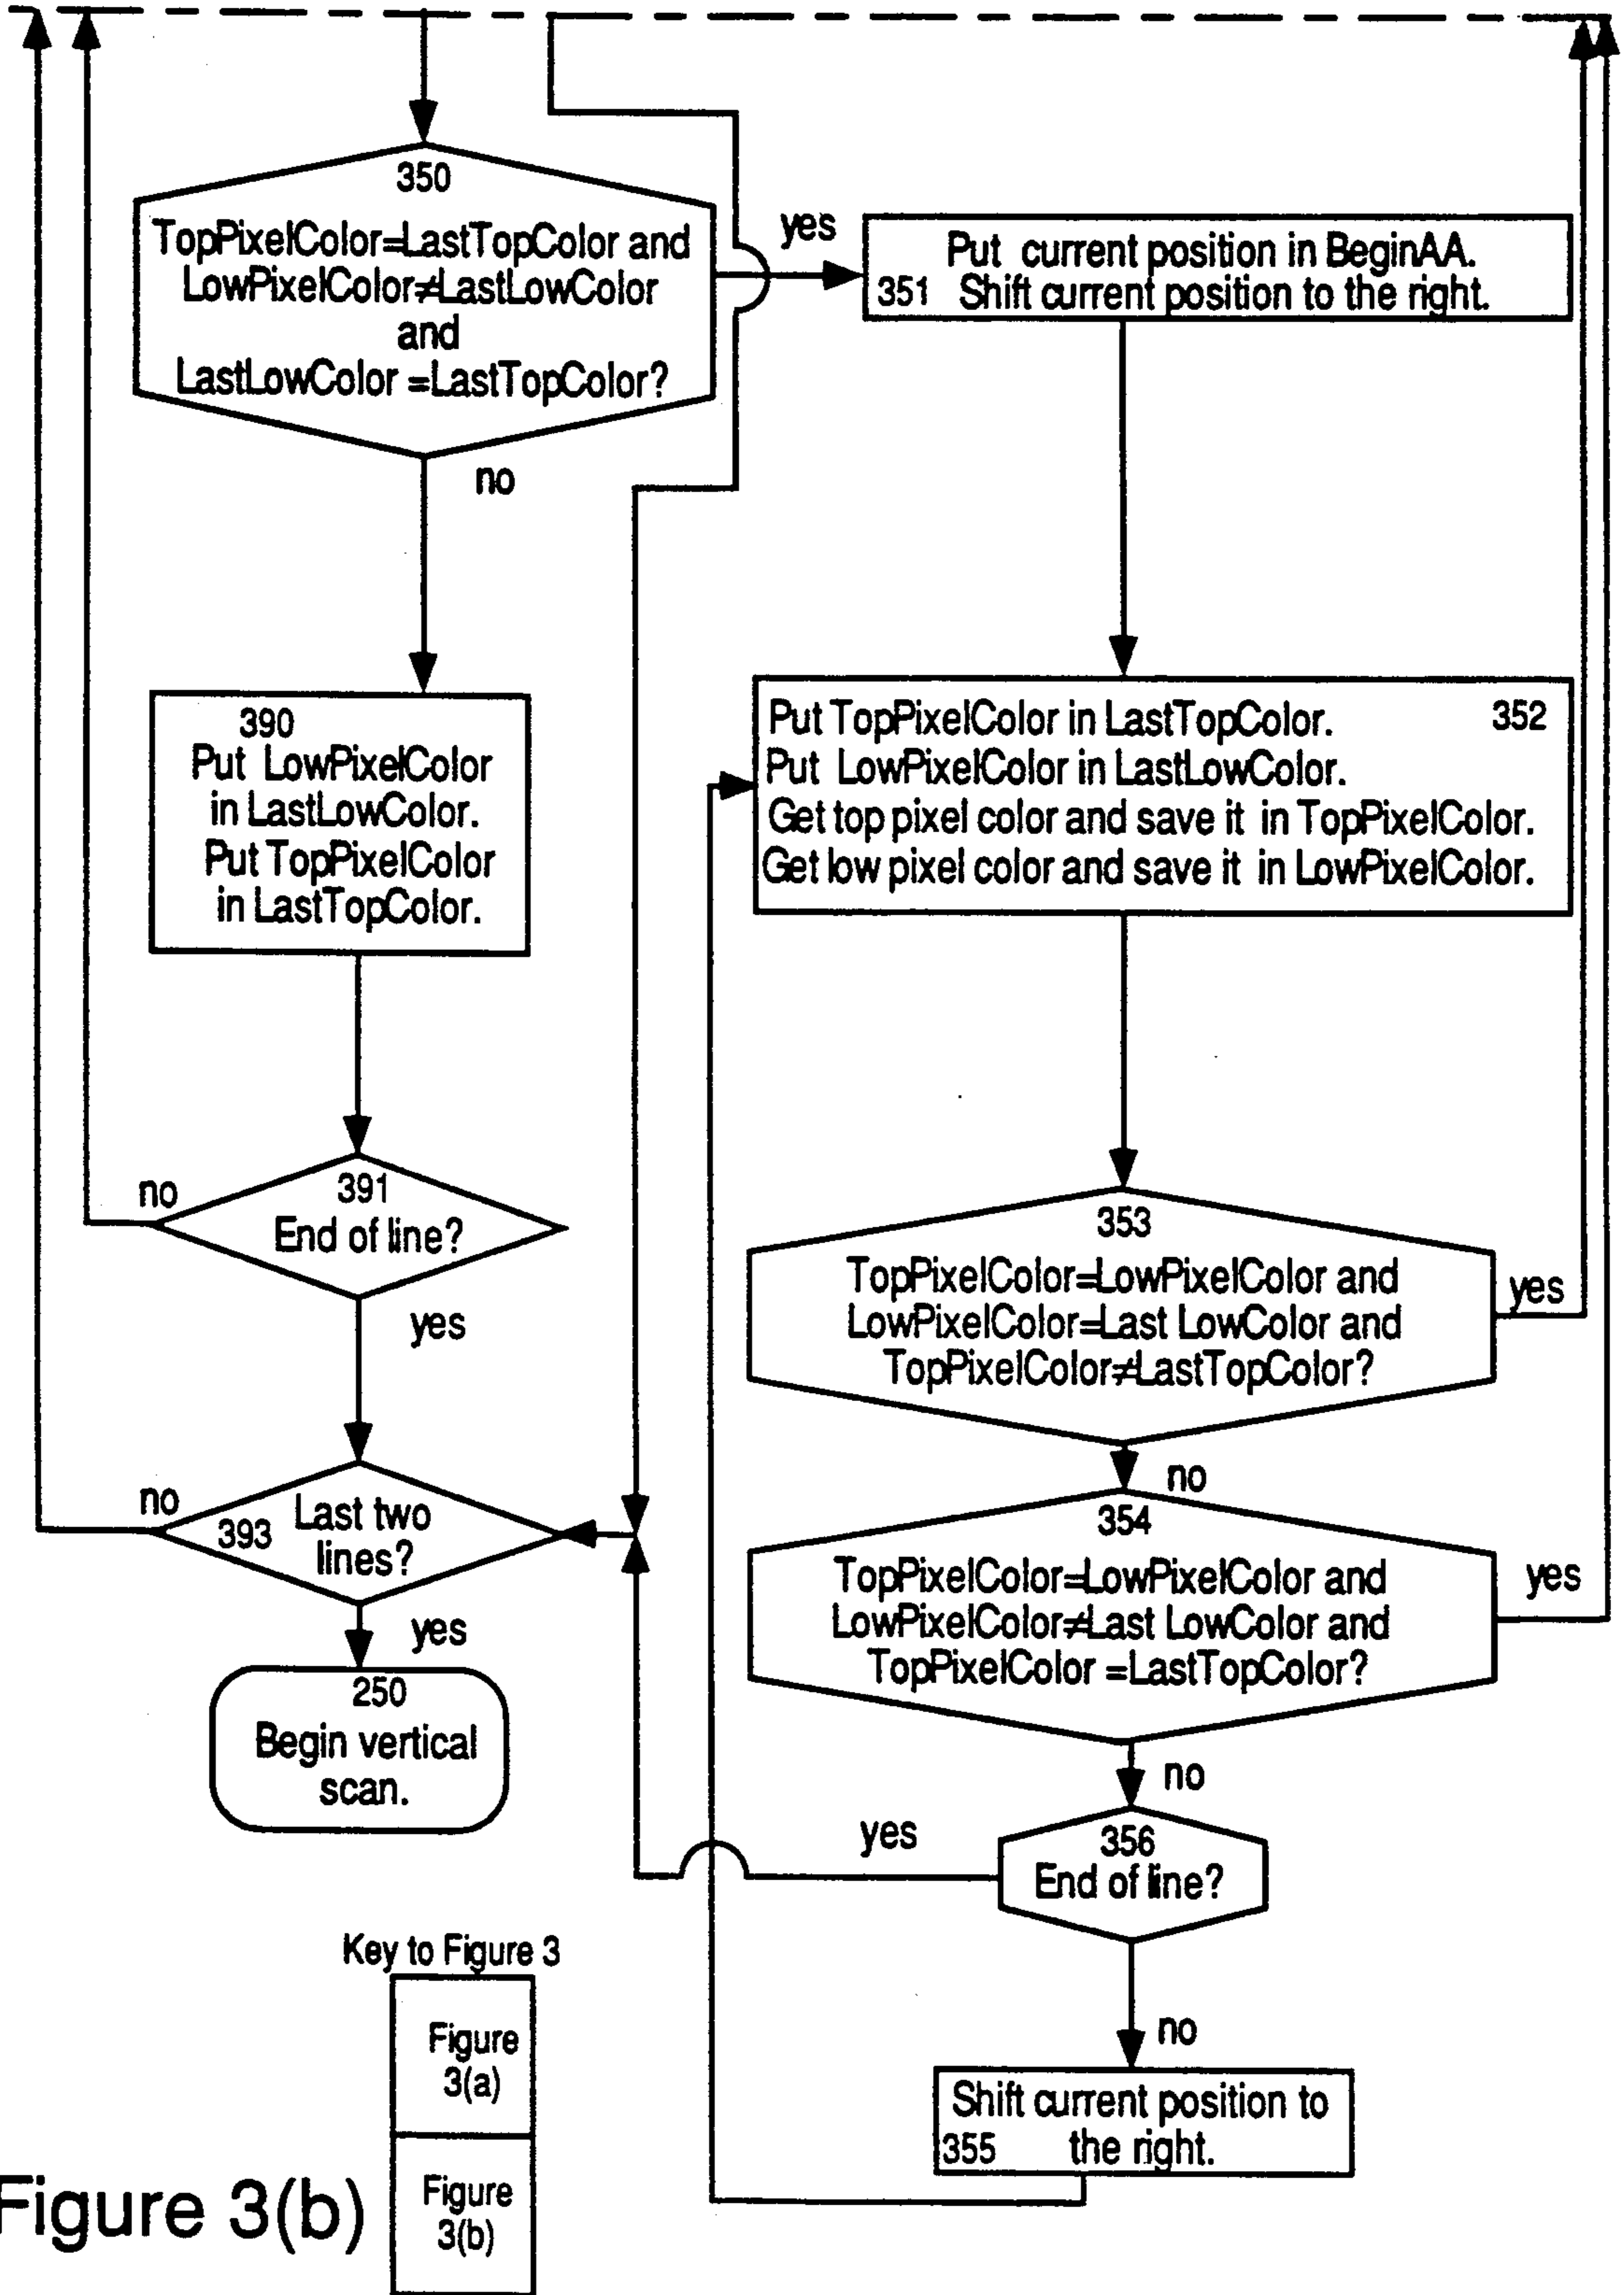 350
TopPixelColor=LastTopColor and
LowPixelColor≠LastLowColor
and
LastLowColor =LastTopColor?
yes
no
Put current position in BeginAA.
351 Shift current position to the right.
390
Put LowPixelColor
in LastLowColor.
Put TopPixelColor
in LastTopColor.
Put TopPixelColor in LastTopColor. 352
Put LowPixelColor in LastLowColor.
Get top pixel color and save it in TopPixelColor.
Get low pixel color and save it in LowPixelColor.
no
391
End of line?
yes
353
TopPixelColor=LowPixelColor and
LowPixelColor=Last LowColor and
TopPixelColor≠LastTopColor?
yes
no
no
393 Last two
lines?
yes
354
TopPixelColor=LowPixelColor and
LowPixelColor≠Last LowColor and
TopPixelColor =LastTopColor?
yes
no
250
Begin vertical
scan.
yes
356
End of line?
no
Shift current position to
355 the right.
Key to Figure 3
Figure
3(a)
Figure
3(b)
Figure 3(b)